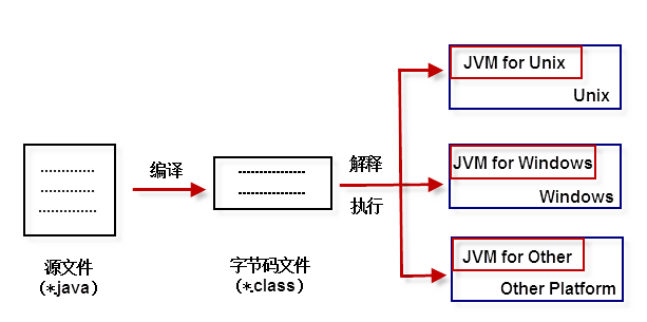 JVM for Unix
Unix
编译
解释
执行
JVM for Windows
Windows
源文件
(*.java)
字节码文件
(*.class)
JVM for Other
Other Platform